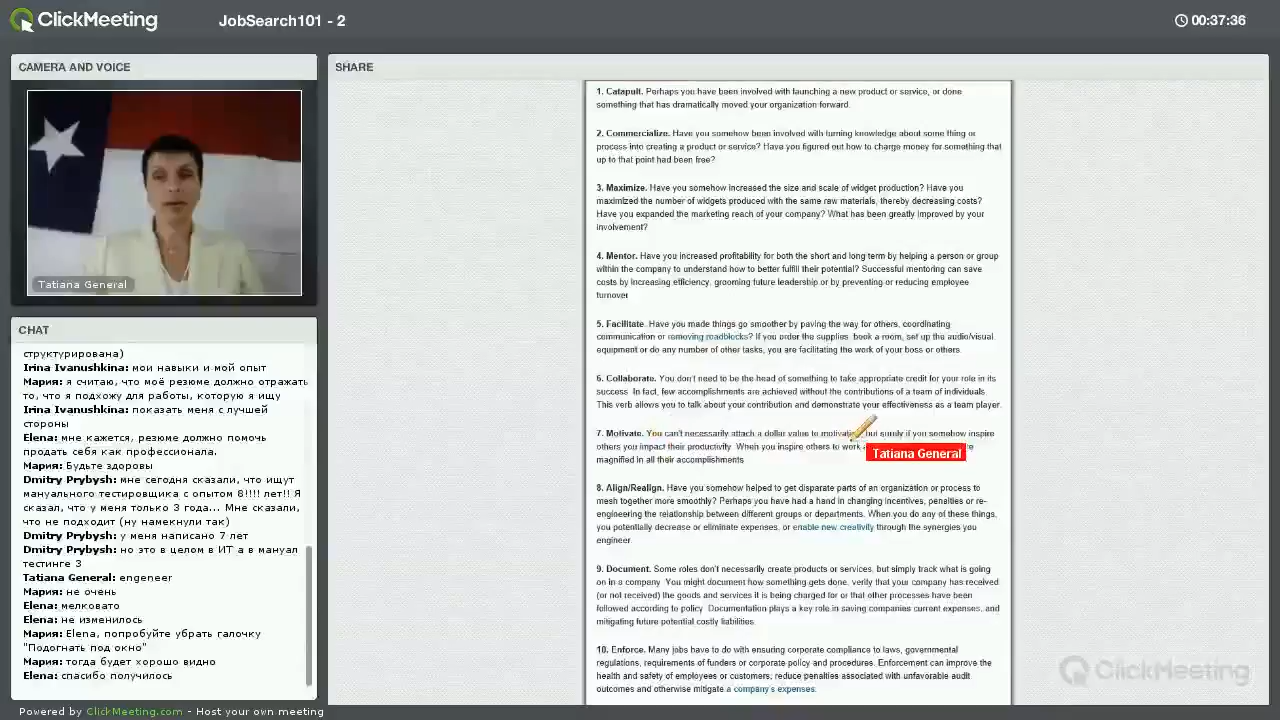 ClickMeeting
JobSearch101 - 2
00:37:36
CAMERA AND VOICE
Tatiana General
CHAT
структурирована)
Irina Ivanushkina: мои навыки и мой опыт
Мария: я считаю, что моё резюме должно отражать
то, что я подхожу для работы, которую я ищу
Irina Ivanushkina: показать меня с лучшей
стороны
Elena: мне кажется, резюме должно помочь
продать себя как профессионала.
Мария: Будьте здоровы
Dmitry Prybysh: мне сегодня сказали, что ищут
мануального тестировщика с опытом 8!!!! лет!! Я
сказал, что у меня только 3 года... Мне сказали,
что не подходит (ну намекнули так)
Dmitry Prybysh: у меня написано 7 лет
Dmitry Prybysh: но это в целом в ИТ а в мануал
тестинге 3
Tatiana General: engeneer
Мария: не очень
Elena: мелковато
Elena: не изменилось
Мария: Elena, попробуйте убрать галочку
"Подогнать под окно"
Мария: тогда будет хорошо видно
Elena: спасибо получилось
Powered by ClickMeeting.com - Host your own meeting
SHARE
1. Catapult. Perhaps you have been involved with launching a new product or service, or done
something that has dramatically moved your organization forward.
2. Commercialize. Have you somehow been involved with turning knowledge about some thing or
process into creating a product or service? Have you figured out how to charge money for something that
up to that point had been free?
3. Maximize. Have you somehow increased the size and scale of widget production? Have you
maximized the number of widgets produced with the same raw materials, thereby decreasing costs?
Have you expanded the marketing reach of your company? What has been greatly improved by your
involvement?
4. Mentor. Have you increased profitability for both the short and long term by helping a person or group
within the company to understand how to better fulfill their potential? Successful mentoring can save
costs by increasing efficiency, grooming future leadership or by preventing or reducing employee
turnover.
5. Facilitate. Have you made things go smoother by paving the way for others, coordinating
communication or removing roadblocks? If you order the supplies, book a room, set up the audio/visual
equipment or do any number of other tasks, you are facilitating the work of your boss or others.
6. Collaborate. You don't need to be the head of something to take appropriate credit for your role in its
success. In fact, few accomplishments are achieved without the contributions of a team of individuals.
This verb allows you to talk about your contribution and demonstrate your effectiveness as a team player.
7. Motivate. You can't necessarily attach a dollar value to motivation, but surely if you somehow inspire
others you impact their productivity. When you inspire others to work
Tatiana General
magnified in all their accomplishments
8. Align/Realign. Have you somehow helped to get disparate parts of an organization or process to
mesh together more smoothly? Perhaps you have had a hand in changing incentives, penalties or re-
engineering the relationship between different groups or departments. When you do any of these things,
you potentially decrease or eliminate expenses, or enable new creativity through the synergies you
engineer.
9. Document. Some roles don't necessarily create products or services, but simply track what is going
on in a company. You might document how something gets done, verify that your company has received
(or not received) the goods and services it is being charged for or that other processes have been
followed according to policy. Documentation plays a key role in saving companies current expenses, and
mitigating future potential costly liabilities.
10. Enforce. Many jobs have to do with ensuring corporate compliance to laws, governmental
regulations, requirements of funders or corporate policy and procedures. Enforcement can improve the
health and safety of employees or customers, reduce penalties associated with unfavorable audit
outcomes and otherwise mitigate a company's expenses.
ClickMeeting